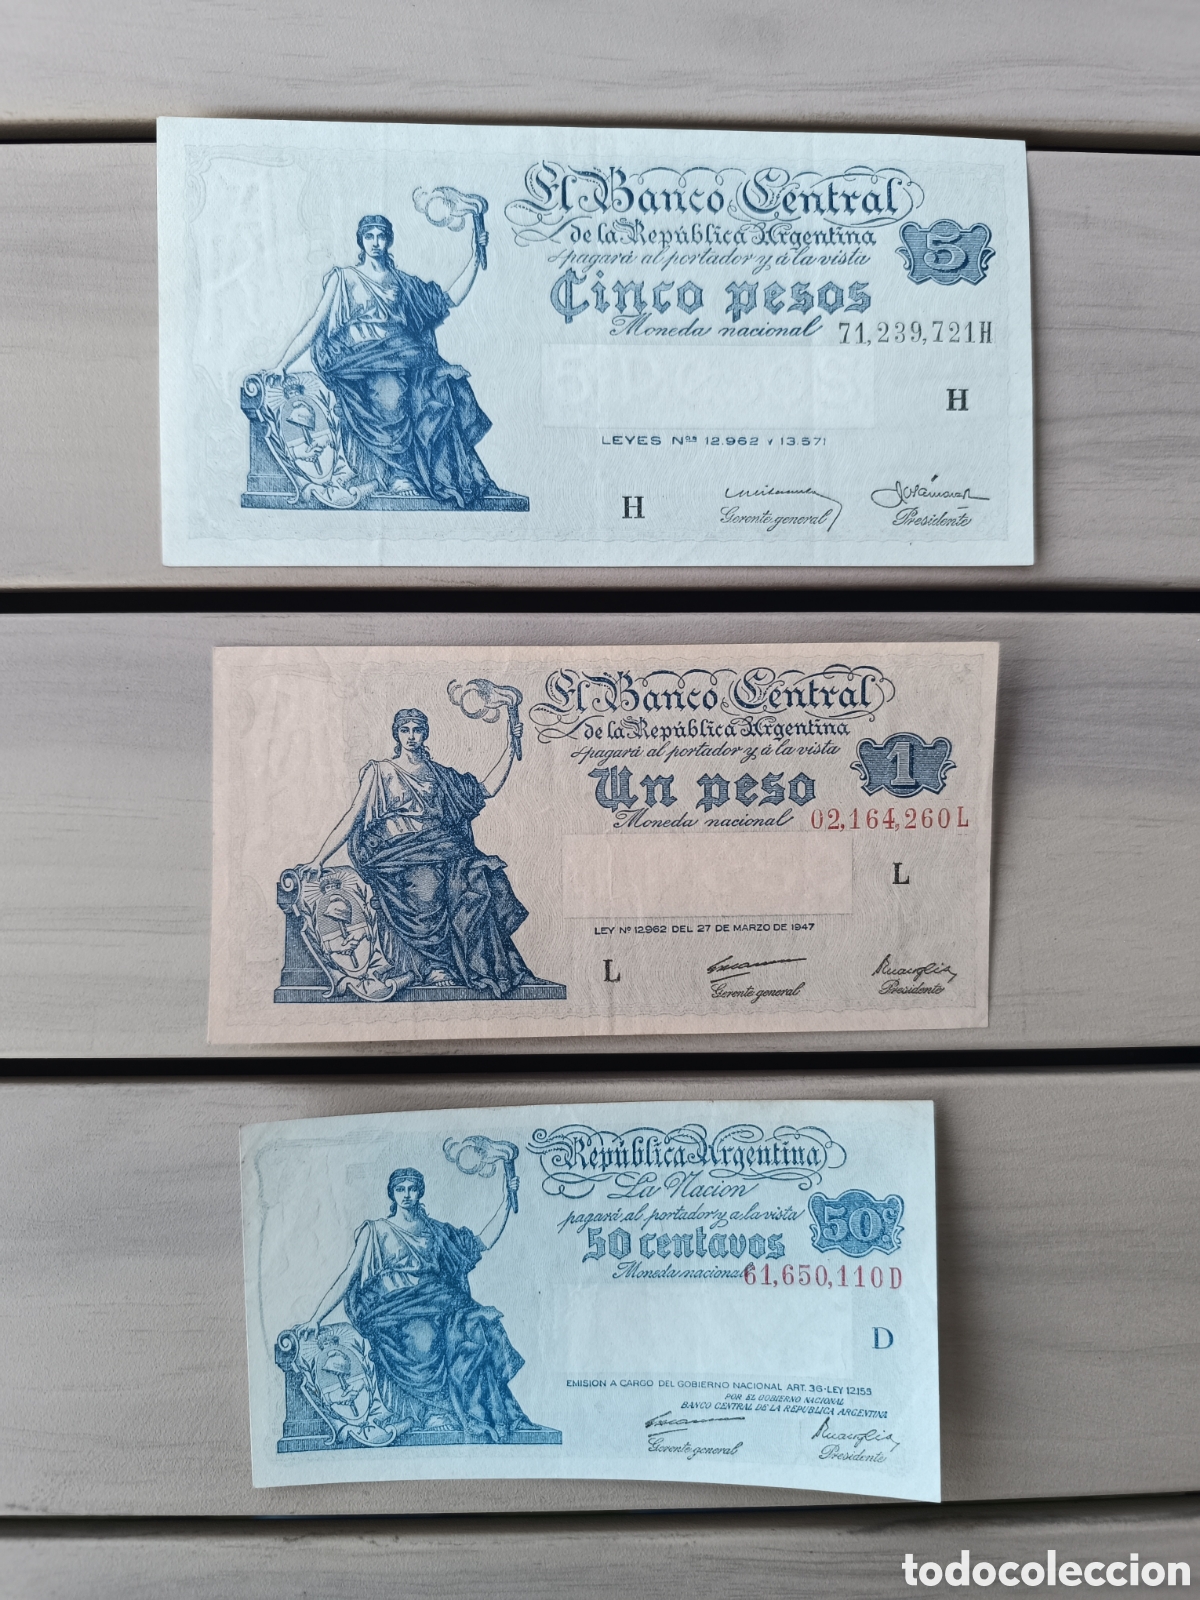 El Banco Central
de la República Argentina
pagará al portador y á la vista
5
Cinco pesos
Moneda nacional
71,239,721H
H
LEYES Nos 12.962 Y 13.571
H
Gerente general
Presidente
El Banco Central
de la República Argentina
pagará al portador y á la vista
1
Un peso
Moneda nacional
02,164,260L
L
LEY Nº 12962 DEL 27 DE MARZO DE 1947
L
Gerente general
Presidente
República Argentina
La Nacion
pagará al portador y a la vista
50c
50 centavos
Moneda nacional
61,650,110D
D
EMISION A CARGO DEL GOBIERNO NACIONAL ART. 36-LEY 12155
POR EL GOBIERNO NACIONAL
BANCO CENTRAL DE LA REPUBLICA ARGENTINA
Gerente general
Presidente
todocoleccion